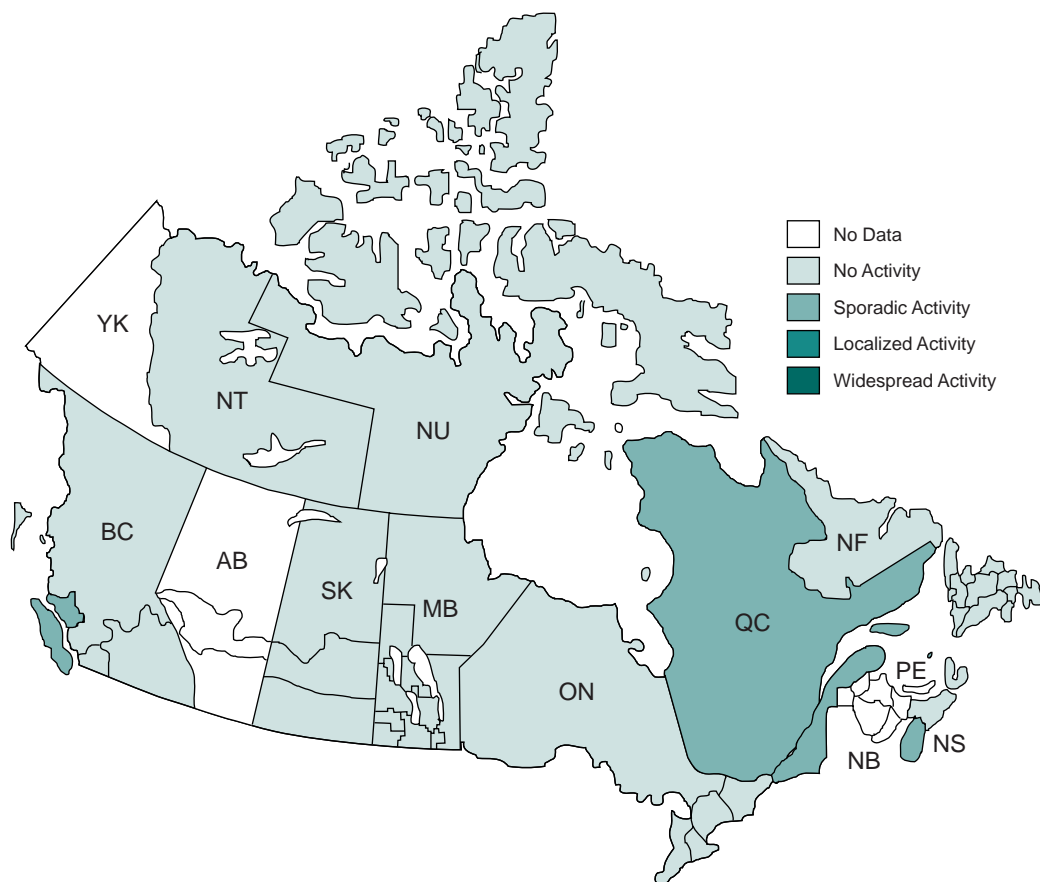 No Data
No Activity
Sporadic Activity
Localized Activity
Widespread Activity
YK
NT
NU
BC
AB
SK
MB
ON
QC
NF
PE
NB
NS